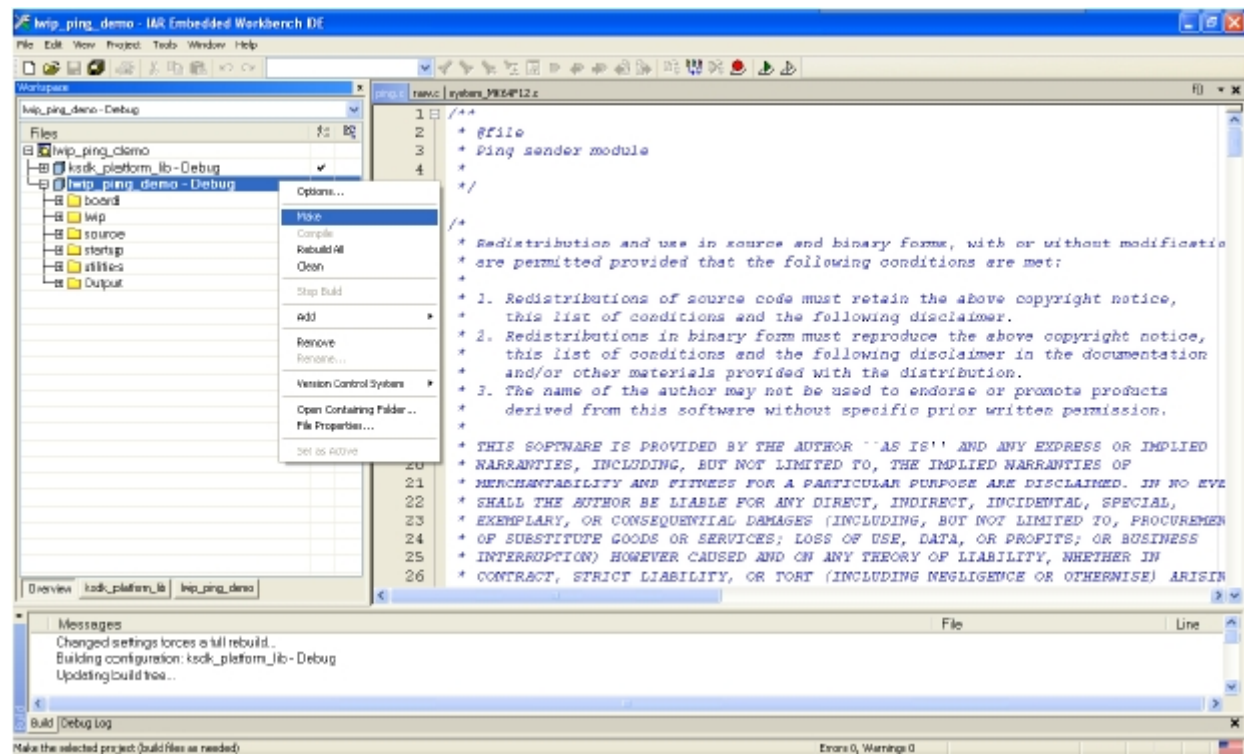 lwip_ping_demo - IAR Embedded Workbench IDE
File Edit View Project Tools Window Help
Workspace
lwip_ping_demo - Debug
Files
lwip_ping_demo
ksdk_platform_lib - Debug
lwip_ping_demo - Debug
board
lwip
source
startup
utilities
Output
Overview ksdk_platform_lib lwip_ping_demo
Options...
Make
Compile
Rebuild All
Clean
Stop Build
Add
Remove
Rename...
Version Control System
Open Containing Folder...
File Properties...
Set as Active
ping.c raw.c system_MK64F12.c
f()
1 /**
2 * @file
3 * Ping sender module
4 *
*/
/*
* Redistribution and use in source and binary forms, with or without modificatio
* are permitted provided that the following conditions are met:
*
* 1. Redistributions of source code must retain the above copyright notice,
* this list of conditions and the following disclaimer.
* 2. Redistributions in binary form must reproduce the above copyright notice,
* this list of conditions and the following disclaimer in the documentation
* and/or other materials provided with the distribution.
* 3. The name of the author may not be used to endorse or promote products
* derived from this software without specific prior written permission.
*
* THIS SOFTWARE IS PROVIDED BY THE AUTHOR ``AS IS'' AND ANY EXPRESS OR IMPLIED
20 * WARRANTIES, INCLUDING, BUT NOT LIMITED TO, THE IMPLIED WARRANTIES OF
21 * MERCHANTABILITY AND FITNESS FOR A PARTICULAR PURPOSE ARE DISCLAIMED. IN NO EVE
22 * SHALL THE AUTHOR BE LIABLE FOR ANY DIRECT, INDIRECT, INCIDENTAL, SPECIAL,
23 * EXEMPLARY, OR CONSEQUENTIAL DAMAGES (INCLUDING, BUT NOT LIMITED TO, PROCUREMEN
24 * OF SUBSTITUTE GOODS OR SERVICES; LOSS OF USE, DATA, OR PROFITS; OR BUSINESS
25 * INTERRUPTION) HOWEVER CAUSED AND ON ANY THEORY OF LIABILITY, WHETHER IN
26 * CONTRACT, STRICT LIABILITY, OR TORT (INCLUDING NEGLIGENCE OR OTHERWISE) ARISIN
Messages File Line
Changed settings forces a full rebuild...
Building configuration: ksdk_platform_lib - Debug
Updating build tree...
Build
Build Debug Log
Make the selected project (build files as needed) Errors 0, Warnings 0